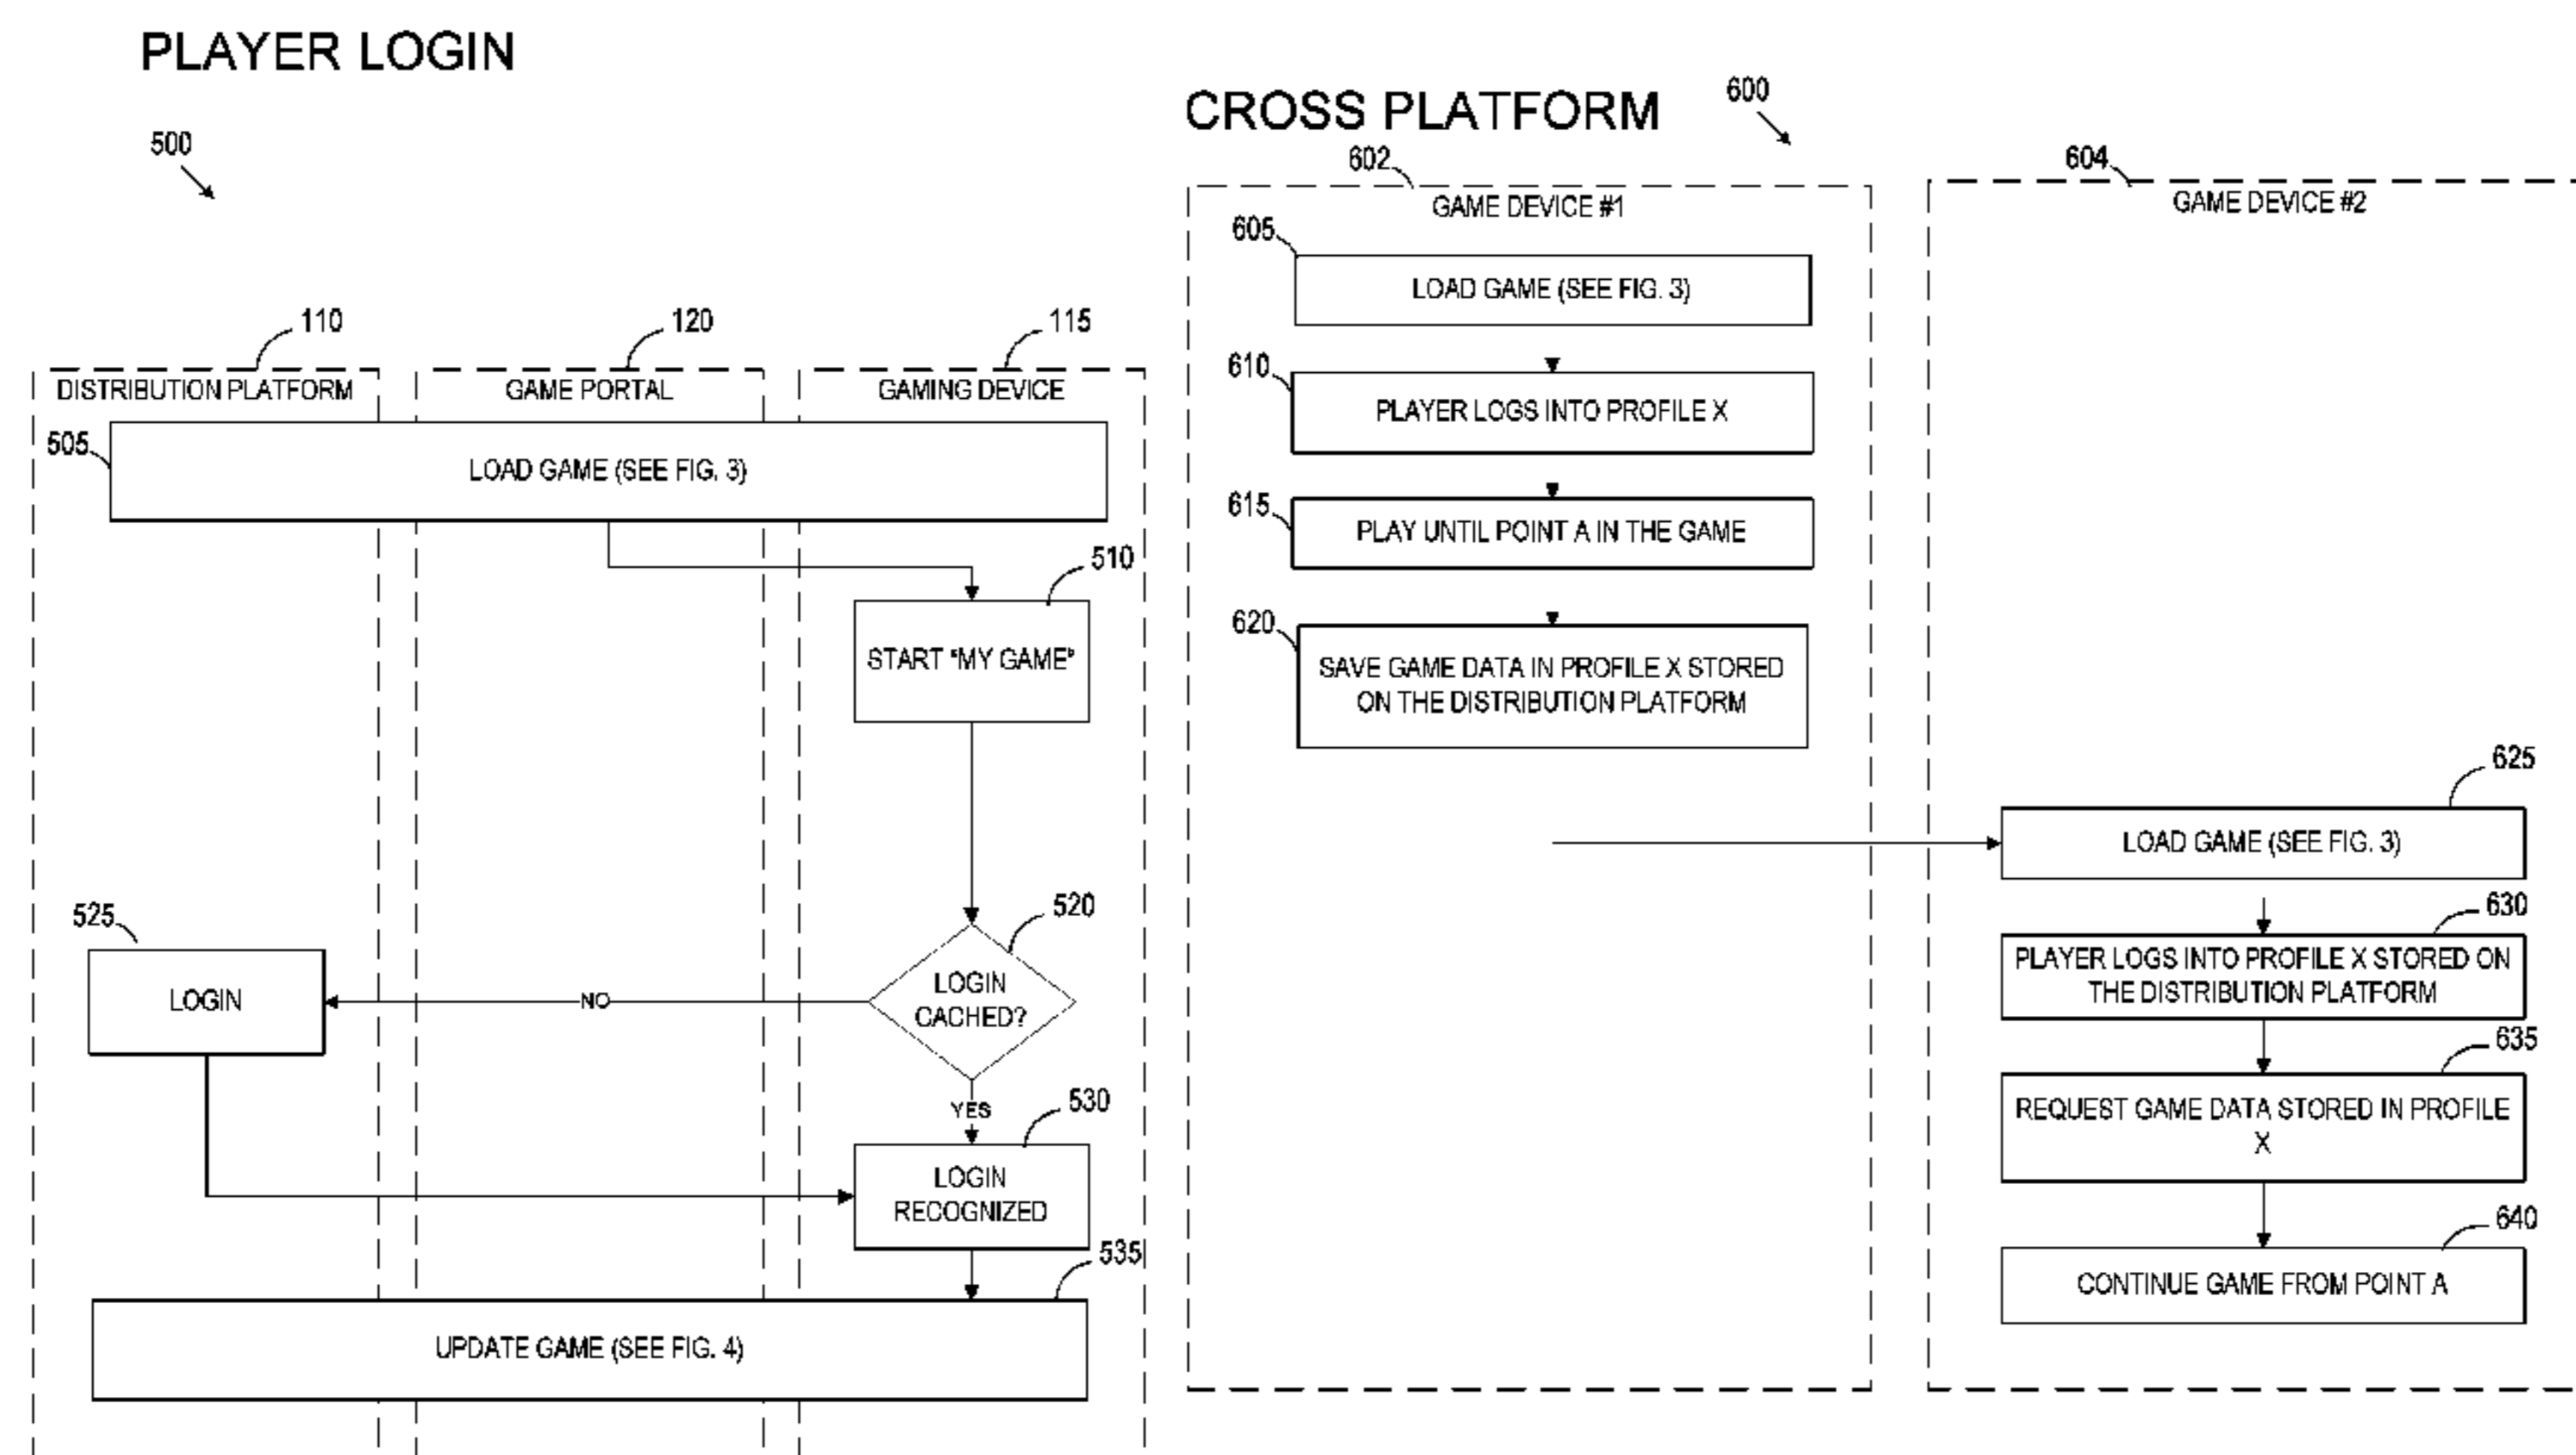 PLAYER LOGIN
500
110
120
115
DISTRIBUTION PLATFORM
GAME PORTAL
GAMING DEVICE
505
LOAD GAME (SEE FIG. 3)
510
START "MY GAME"
520
LOGIN
CACHED?
NO
525
LOGIN
YES
530
LOGIN
RECOGNIZED
535
UPDATE GAME (SEE FIG. 4)
CROSS PLATFORM
600
602
GAME DEVICE #1
605
LOAD GAME (SEE FIG. 3)
610
PLAYER LOGS INTO PROFILE X
615
PLAY UNTIL POINT A IN THE GAME
620
SAVE GAME DATA IN PROFILE X STORED
ON THE DISTRIBUTION PLATFORM
604
GAME DEVICE #2
625
LOAD GAME (SEE FIG. 3)
630
PLAYER LOGS INTO PROFILE X STORED ON
THE DISTRIBUTION PLATFORM
635
REQUEST GAME DATA STORED IN PROFILE
X
640
CONTINUE GAME FROM POINT A